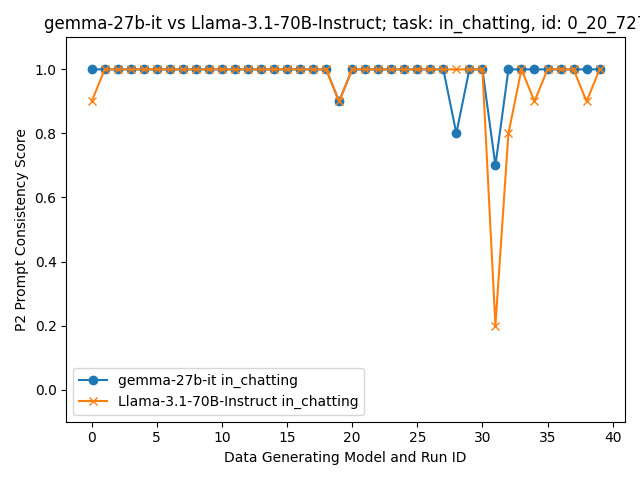 gemma-27b-it vs Llama-3.1-70B-Instruct; task: in_chatting, id: 0_20_727
P2 Prompt Consistency Score
1.0
0.8
0.6
0.4
0.2
0.0
gemma-27b-it in_chatting
Llama-3.1-70B-Instruct in_chatting
0 5 10 15 20 25 30 35 40
Data Generating Model and Run ID